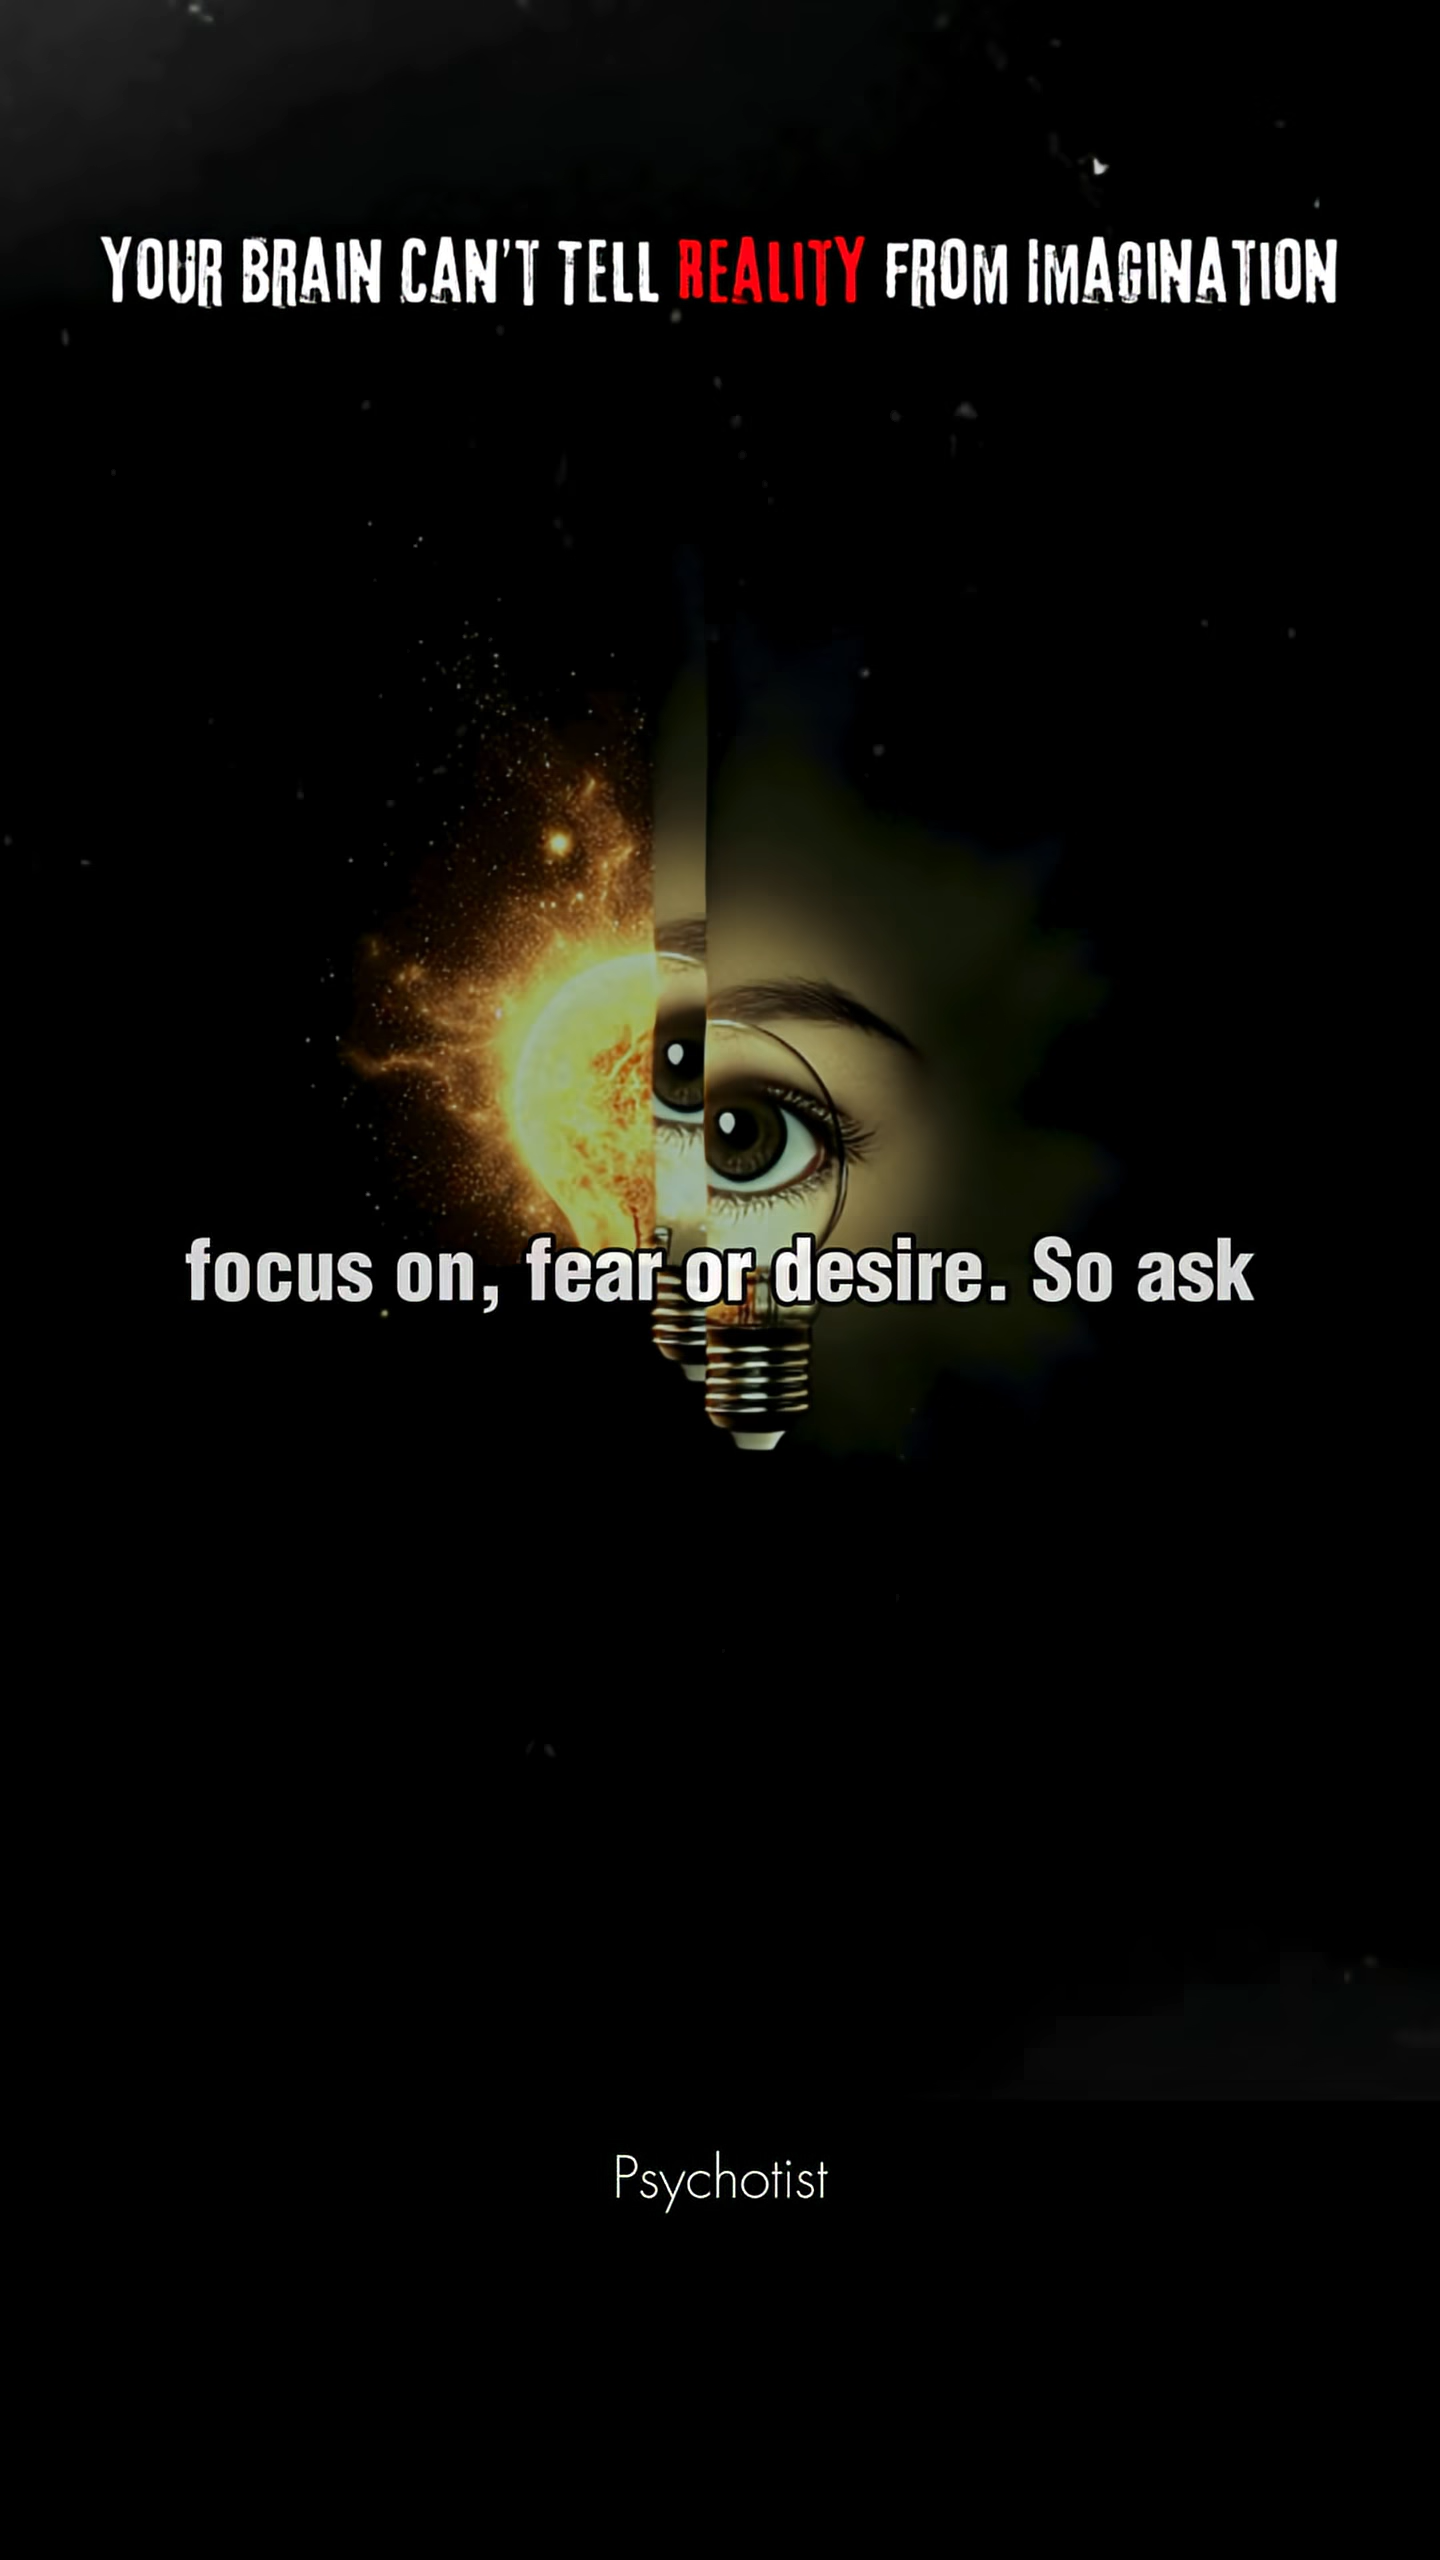 YOUR BRAIN CAN'T TELL REALITY FROM IMAGINATION
focus on, fear or desire. So ask
Psychotist